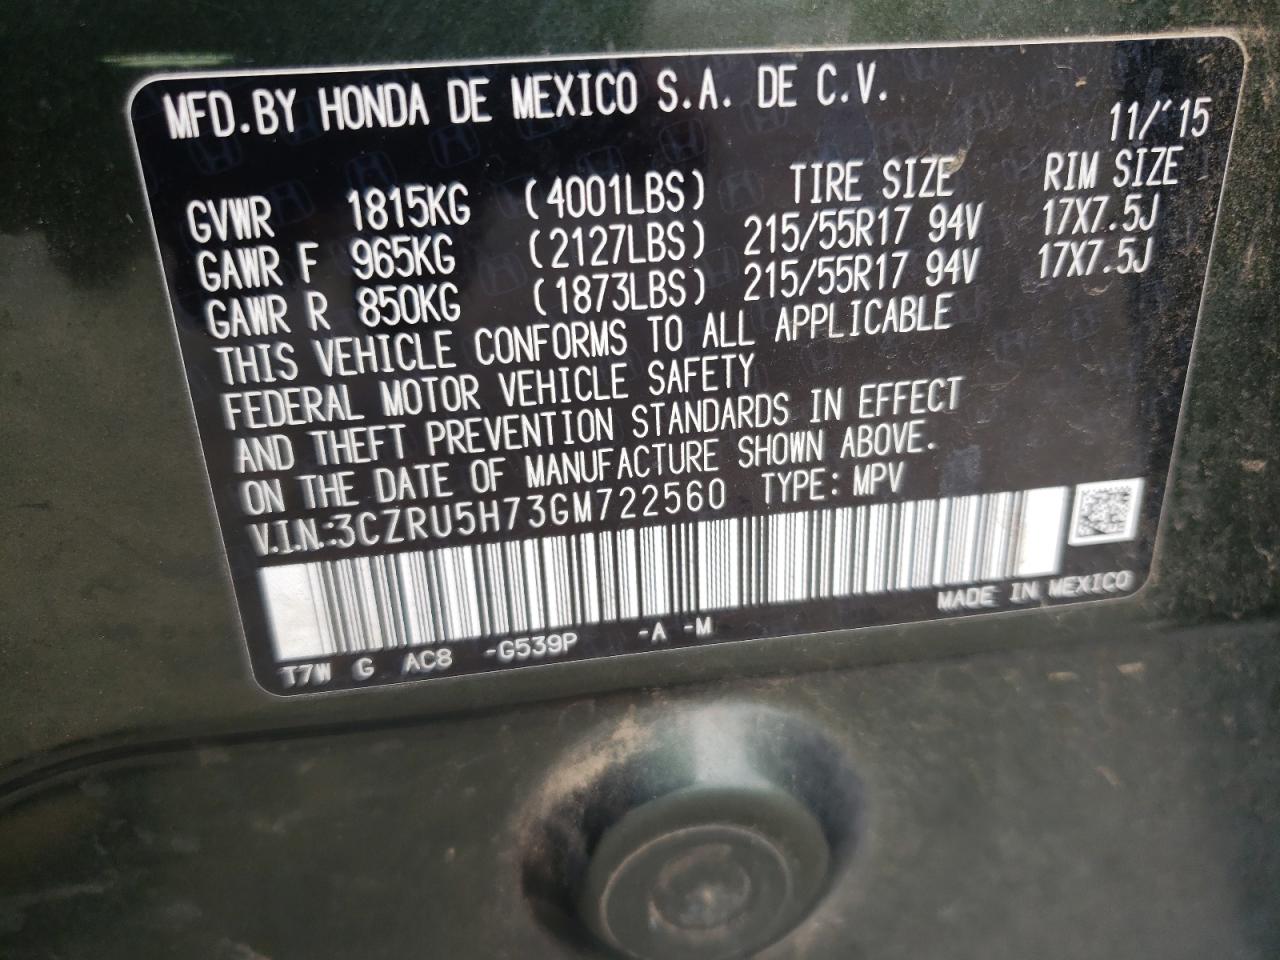 MFD.BY HONDA DE MEXICO S.A. DE C.V.
11/'15
GVWR 1815KG (4001LBS) TIRE SIZE RIM SIZE
GAWR F 965KG (2127LBS) 215/55R17 94V 17X7.5J
GAWR R 850KG (1873LBS) 215/55R17 94V 17X7.5J
THIS VEHICLE CONFORMS TO ALL APPLICABLE
FEDERAL MOTOR VEHICLE SAFETY
AND THEFT PREVENTION STANDARDS IN EFFECT
ON THE DATE OF MANUFACTURE SHOWN ABOVE.
V.I.N.:3CZRU5H73GM722560 TYPE: MPV
MADE IN MEXICO
T7W G AC8 -G539P -A -M